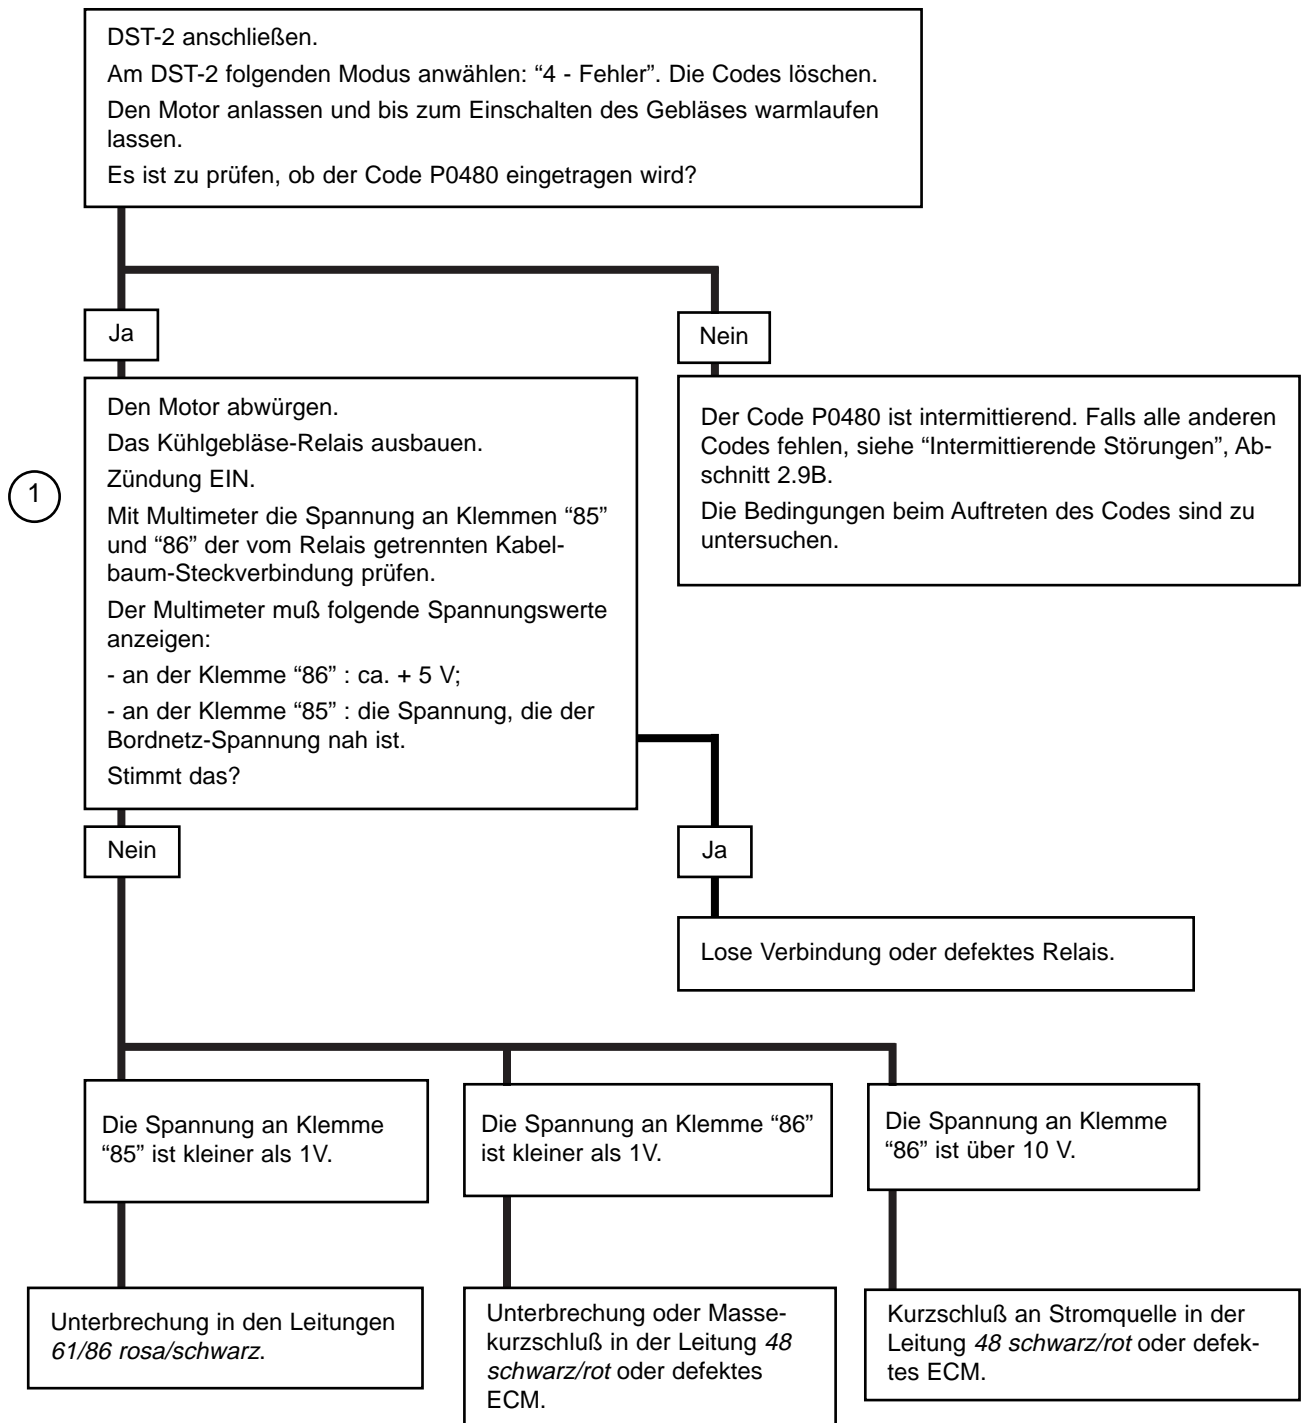 DST-2 anschließen.
Am DST-2 folgenden Modus anwählen: “4 - Fehler”. Die Codes löschen.
Den Motor anlassen und bis zum Einschalten des Gebläses warmlaufen
lassen.
Es ist zu prüfen, ob der Code P0480 eingetragen wird?
Ja
Nein
1
Den Motor abwürgen.
Das Kühlgebläse-Relais ausbauen.
Zündung EIN.
Mit Multimeter die Spannung an Klemmen “85”
und “86” der vom Relais getrennten Kabel-
baum-Steckverbindung prüfen.
Der Multimeter muß folgende Spannungswerte
anzeigen:
- an der Klemme “86” : ca. + 5 V;
- an der Klemme “85” : die Spannung, die der
Bordnetz-Spannung nah ist.
Stimmt das?
Der Code P0480 ist intermittierend. Falls alle anderen
Codes fehlen, siehe “Intermittierende Störungen”, Ab-
schnitt 2.9B.
Die Bedingungen beim Auftreten des Codes sind zu
untersuchen.
Nein
Ja
Lose Verbindung oder defektes Relais.
Die Spannung an Klemme
“85” ist kleiner als 1V.
Die Spannung an Klemme “86”
ist kleiner als 1V.
Die Spannung an Klemme
“86” ist über 10 V.
Unterbrechung in den Leitungen
61/86 rosa/schwarz.
Unterbrechung oder Masse-
kurzschluß in der Leitung 48
schwarz/rot oder defektes
ECM.
Kurzschluß an Stromquelle in der
Leitung 48 schwarz/rot oder defek-
tes ECM.